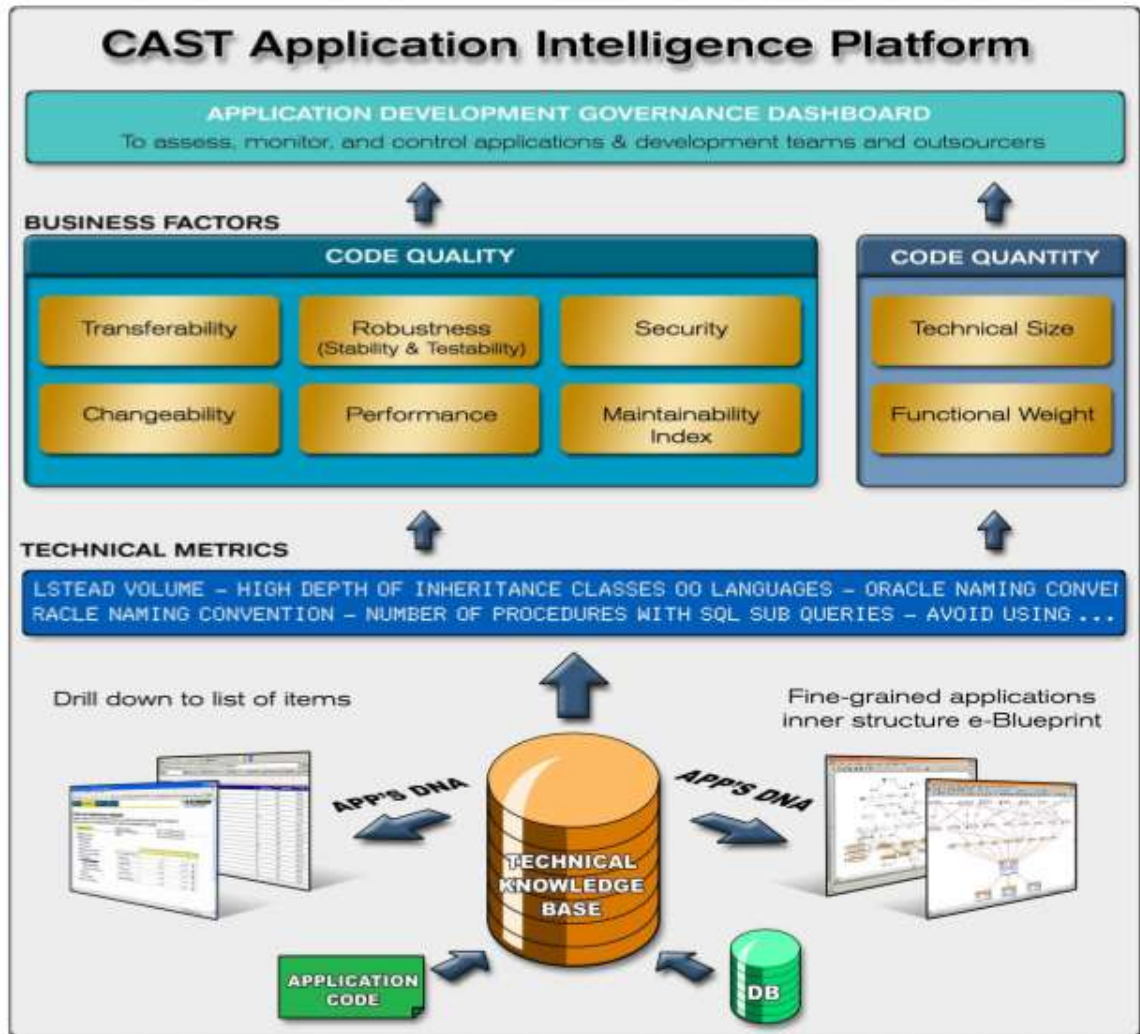 CAST Application Intelligence Platform
APPLICATION DEVELOPMENT GOVERNANCE DASHBOARD
To assess, monitor, and control applications & development teams and outsourcers
BUSINESS FACTORS
CODE QUALITY
Transferability
Robustness
(Stability & Testability)
Security
Changeability
Performance
Maintainability
Index
CODE QUANTITY
Technical Size
Functional Weight
TECHNICAL METRICS
LSTEAD VOLUME – HIGH DEPTH OF INHERITANCE CLASSES OO LANGUAGES – ORACLE NAMING CONVEN
RACLE NAMING CONVENTION – NUMBER OF PROCEDURES WITH SQL SUB QUERIES – AVOID USING ...
Drill down to list of items
Fine-grained applications
inner structure e-Blueprint
APP'S DNA
APP'S DNA
TECHNICAL
KNOWLEDGE
BASE
APPLICATION
CODE
DB